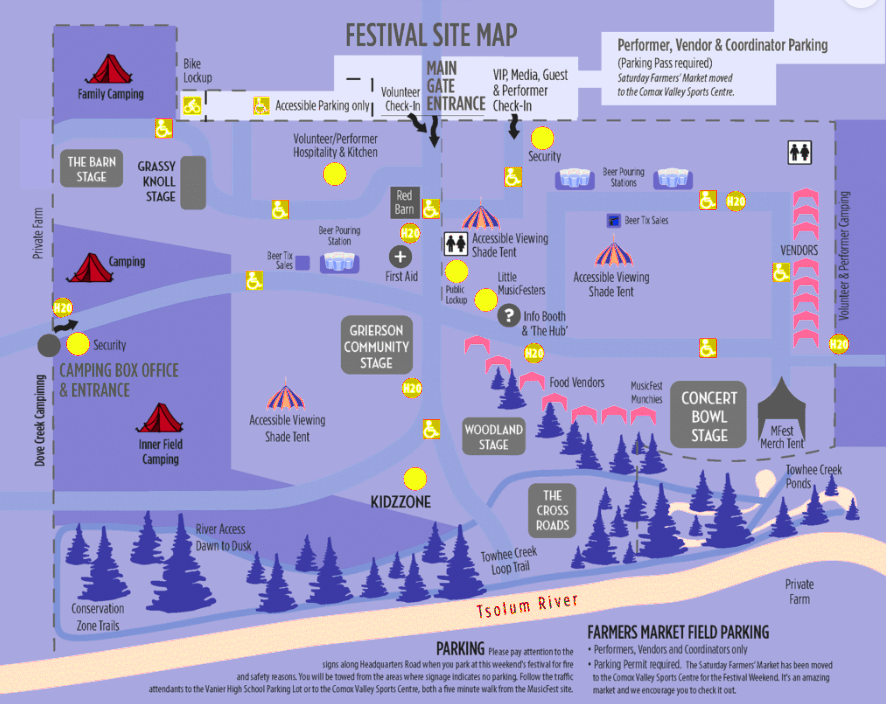 FESTIVAL SITE MAP
Performer, Vendor & Coordinator Parking
(Parking Pass required)
Saturday Farmers' Market moved
to the Comox Valley Sports Centre.
Bike
Lockup
Family Camping
Accessible Parking only
Volunteer
Check-In
MAIN
GATE
ENTRANCE
VIP, Media, Guest
& Performer
Check-In
Volunteer/Performer
Hospitality & Kitchen
Security
THE BARN
STAGE
GRASSY
KNOLL
STAGE
Red
Barn
Beer Pouring
Stations
H20
Beer Tix Sales
Private Farm
Camping
Beer Tix
Sales
Beer Pouring
Station
H20
First Aid
Accessible Viewing
Shade Tent
Accessible Viewing
Shade Tent
VENDORS
Volunteer & Performer Camping
Public
Lockup
Little
MusicFesters
H20
Security
Info Booth
& 'The Hub'
H20
H20
GRIERSON
COMMUNITY
STAGE
CAMPING BOX OFFICE
& ENTRANCE
Dove Creek Campinng
H20
Food Vendors
MusicFest
Munchies
CONCERT
BOWL
STAGE
MFest
Merch Tent
Accessible Viewing
Shade Tent
Inner Field
Camping
WOODLAND
STAGE
KIDZZONE
THE
CROSS
ROADS
Towhee Creek
Ponds
River Access
Dawn to Dusk
Towhee Creek
Loop Trail
Conservation
Zone Trails
Tsolum River
Private
Farm
PARKING Please pay attention to the
signs along Headquarters Road when you park at this weekend's festival for fire
and safety reasons. You will be towed from the areas where signage indicates no parking. Follow the traffic
attendants to the Vanier High School Parking Lot or to the Comox Valley Sports Centre, both a five minute walk from the MusicFest site.
FARMERS MARKET FIELD PARKING
• Performers, Vendors and Coordinators only
• Parking Permit required. The Saturday Farmers' Market has been moved
to the Comox Valley Sports Centre for the Festival Weekend. It's an amazing
market and we encourage you to check it out.